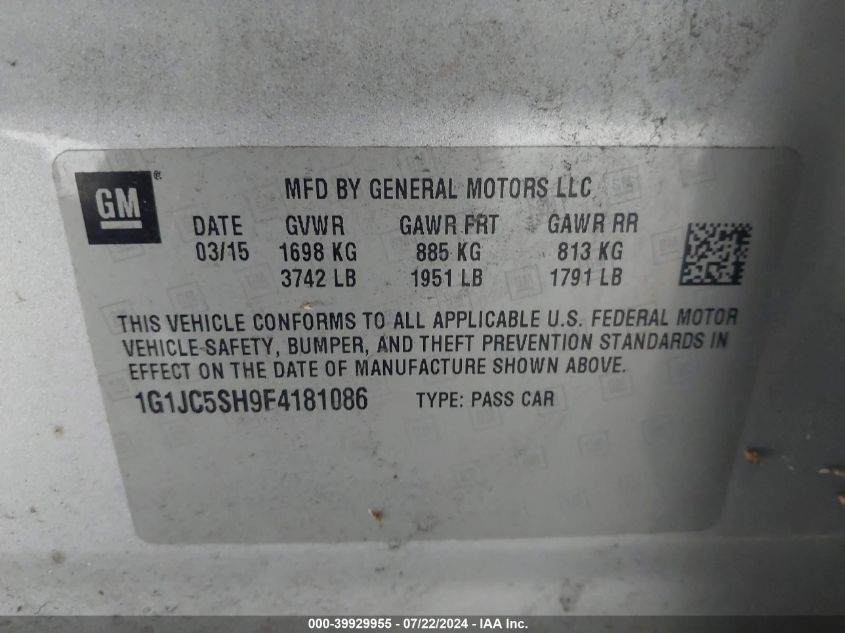 GM ®
MFD BY GENERAL MOTORS LLC
DATE GVWR GAWR FRT GAWR RR
03/15 1698 KG 885 KG 813 KG
3742 LB 1951 LB 1791 LB
THIS VEHICLE CONFORMS TO ALL APPLICABLE U.S. FEDERAL MOTOR
VEHICLE SAFETY, BUMPER, AND THEFT PREVENTION STANDARDS IN
EFFECT ON THE DATE OF MANUFACTURE SHOWN ABOVE.
1G1JC5SH9F4181086 TYPE: PASS CAR
000-39929955 - 07/22/2024 - IAA Inc.